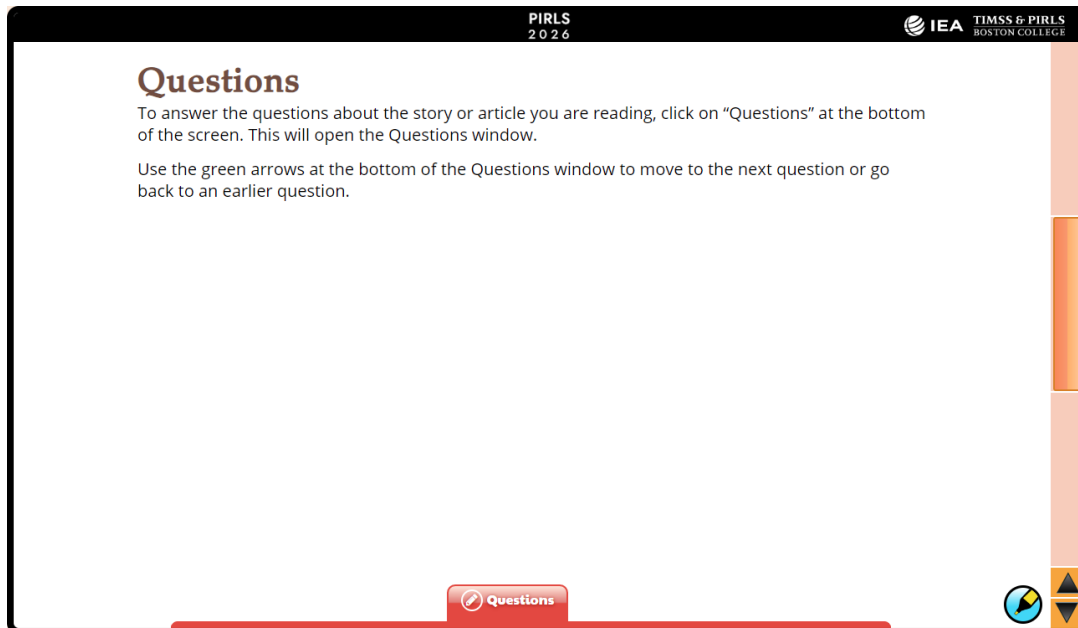 PIRLS
2026
IEA
TIMSS & PIRLS
BOSTON COLLEGE
Questions
To answer the questions about the story or article you are reading, click on “Questions” at the bottom
of the screen. This will open the Questions window.
Use the green arrows at the bottom of the Questions window to move to the next question or go
back to an earlier question.
Questions